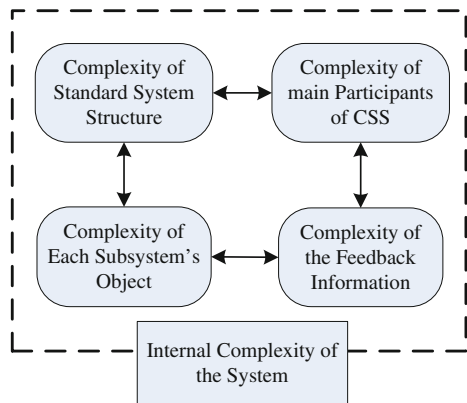 Complexity of
Standard System
Structure
Complexity of
main Participants
of CSS
Complexity of
Each Subsystem's
Object
Complexity of
the Feedback
Information
Internal Complexity of
the System